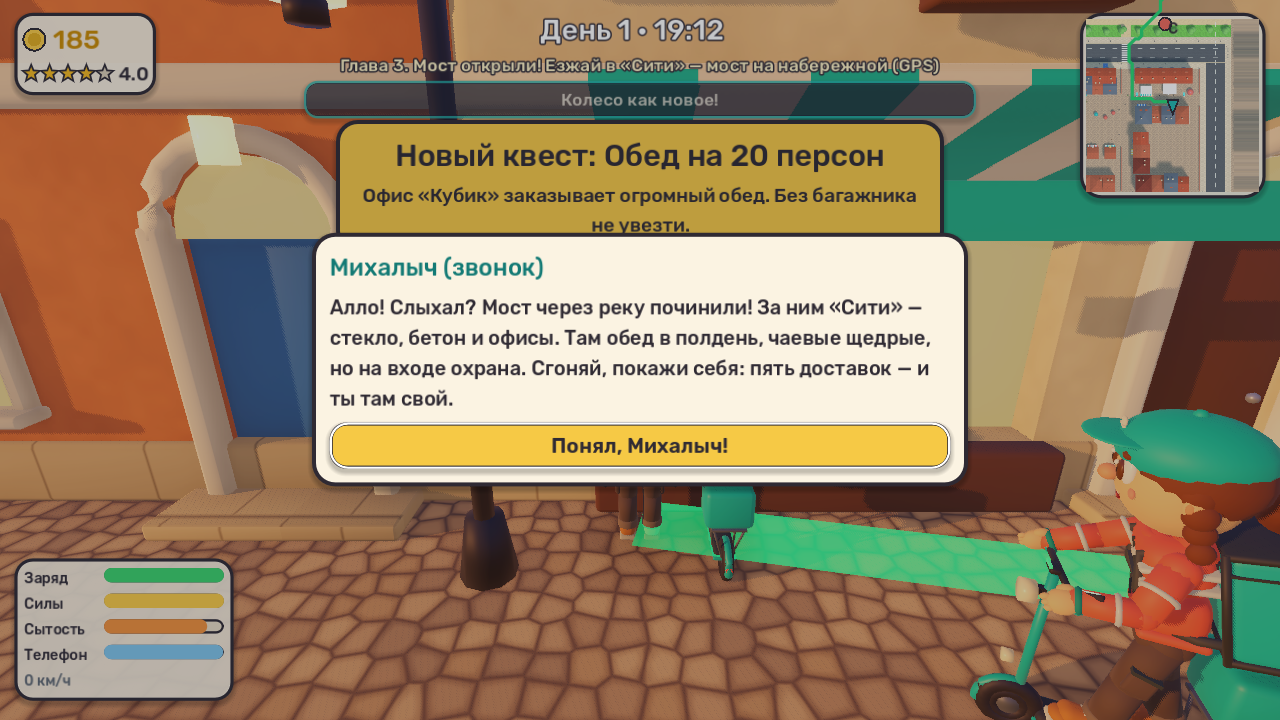 185
4.0
День 1 • 19:12
Глава 3. Мост открыли! Езжай в «Сити» — мост на набережной (GPS)
Колесо как новое!
Новый квест: Обед на 20 персон
Офис «Кубик» заказывает огромный обед. Без багажника
не увезти.
Михалыч (звонок)
Алло! Слыхал? Мост через реку починили! За ним «Сити» —
стекло, бетон и офисы. Там обед в полдень, чаевые щедрые,
но на входе охрана. Сгоняй, покажи себя: пять доставок — и
ты там свой.
Понял, Михалыч!
Заряд
Силы
Сытость
Телефон
0 км/ч